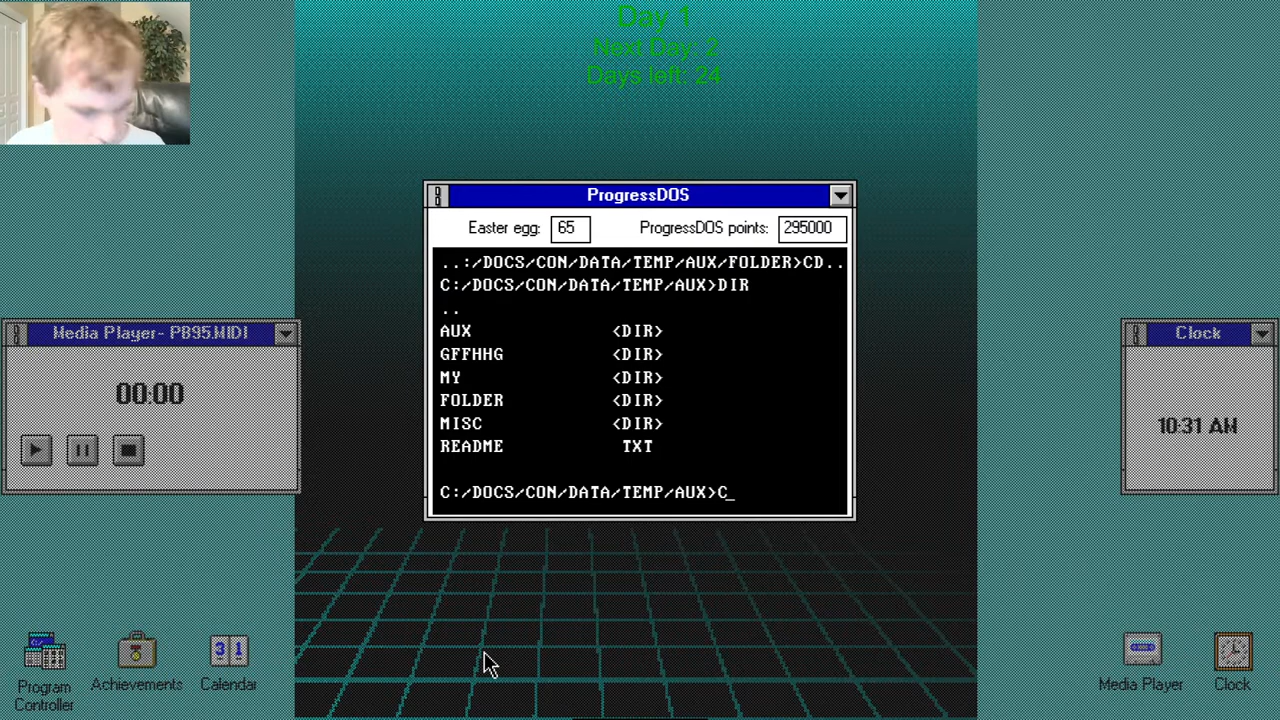 Day 1
Next Day: 2
Days left: 24
ProgressDOS
Easter egg: 65 ProgressDOS points: 295000
..:/DOCS/CON/DATA/TEMP/AUX/FOLDER>CD..
C:/DOCS/CON/DATA/TEMP/AUX>DIR
..
AUX <DIR>
GFFHHG <DIR>
MY <DIR>
FOLDER <DIR>
MISC <DIR>
README TXT
C:/DOCS/CON/DATA/TEMP/AUX>C_
Media Player- PB95.MIDI
00:00
Clock
10:31 AM
Program
Controller
Achievements
31
Calendar
Media Player
Clock